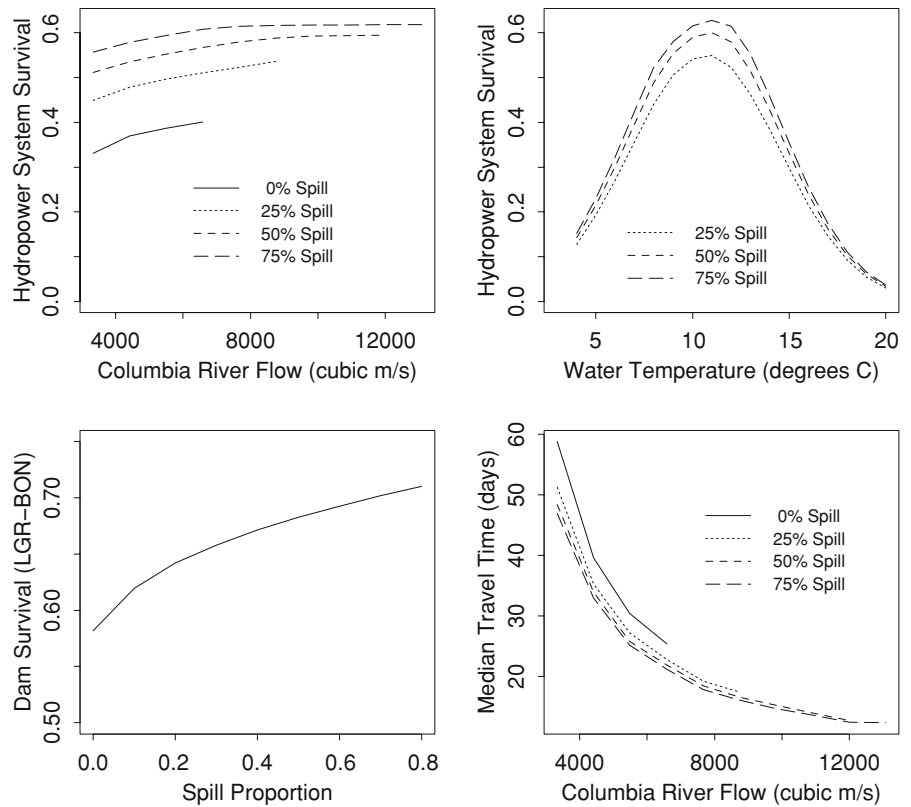 Hydropower System Survival
0.6
0.4
0.2
0.0
0% Spill
25% Spill
50% Spill
75% Spill
4000 8000 12000
Columbia River Flow (cubic m/s)
Hydropower System Survival
0.6
0.4
0.2
0.0
25% Spill
50% Spill
75% Spill
5 10 15 20
Water Temperature (degrees C)
Dam Survival (LGR−BON)
0.70
0.60
0.50
0.0 0.2 0.4 0.6 0.8
Spill Proportion
Median Travel Time (days)
60
50
40
30
20
0% Spill
25% Spill
50% Spill
75% Spill
4000 8000 12000
Columbia River Flow (cubic m/s)